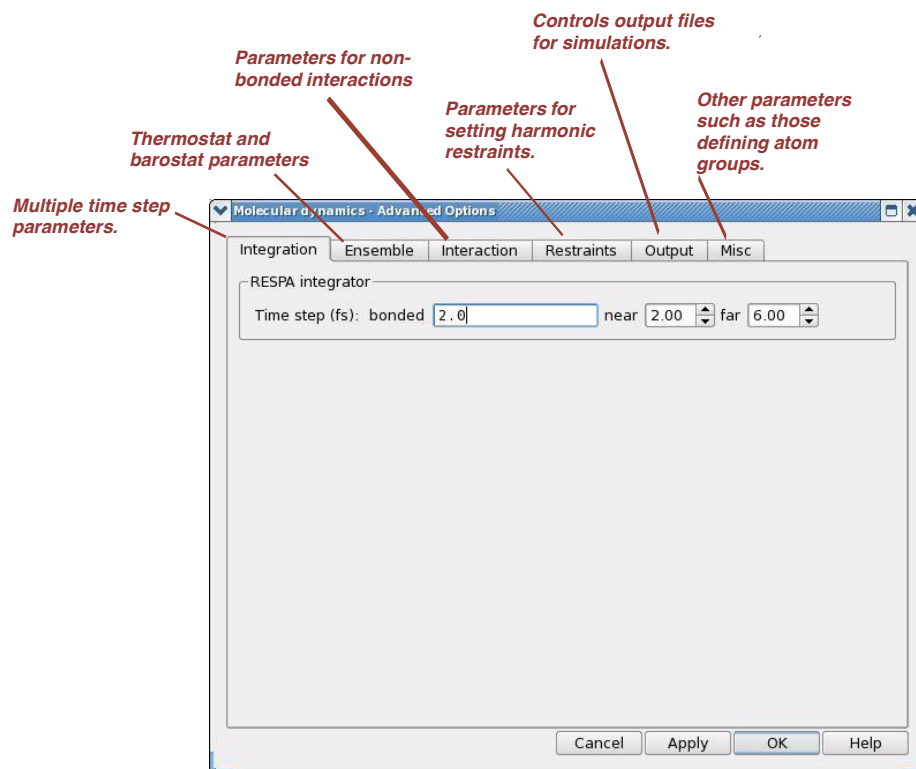 Controls output files
for simulations.
Parameters for non-
bonded interactions
Parameters for
setting harmonic
restraints.
Other parameters
such as those
defining atom
groups.
Thermostat and
barostat parameters
Multiple time step
parameters.
Molecular dynamics - Advanced Options
Integration Ensemble Interaction Restraints Output Misc
RESPA integrator
Time step (fs): bonded 2.0 near 2.00 far 6.00
Cancel Apply OK Help